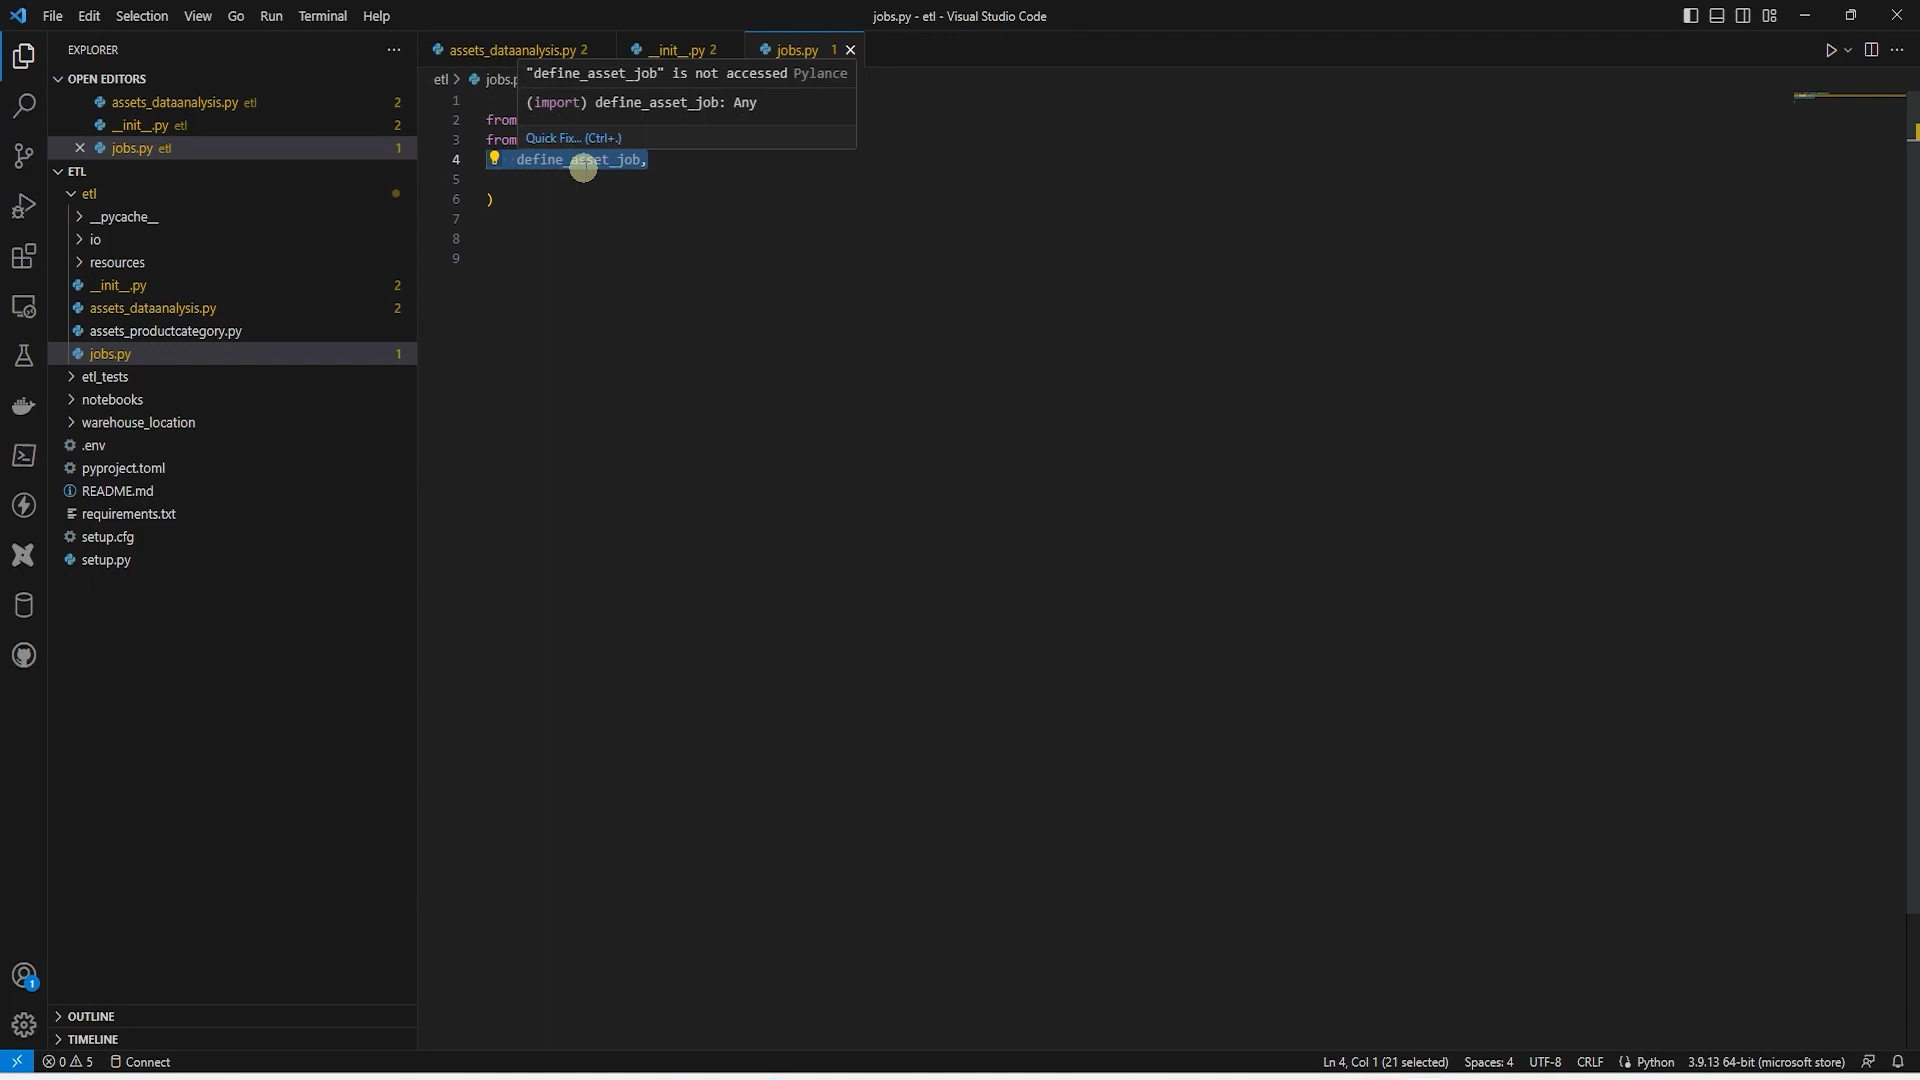 File Edit Selection View Go Run Terminal Help
jobs.py - etl - Visual Studio Code
EXPLORER
OPEN EDITORS
assets_dataanalysis.py etl 2
__init__.py etl 2
jobs.py etl 1
ETL
etl
__pycache__
io
resources
__init__.py 2
assets_dataanalysis.py 2
assets_productcategory.py
jobs.py 1
etl_tests
notebooks
warehouse_location
.env
pyproject.toml
README.md
requirements.txt
setup.cfg
setup.py
OUTLINE
TIMELINE
assets_dataanalysis.py 2 __init__.py 2 jobs.py 1
etl > jobs.p
"define_asset_job" is not accessed Pylance
(import) define_asset_job: Any
Quick Fix... (Ctrl+.)
1
2 from
3 from
4 define_asset_job,
5
6 )
7
8
9
1
0 5 Connect
Ln 4, Col 1 (21 selected) Spaces: 4 UTF-8 CRLF Python 3.9.13 64-bit (microsoft store)